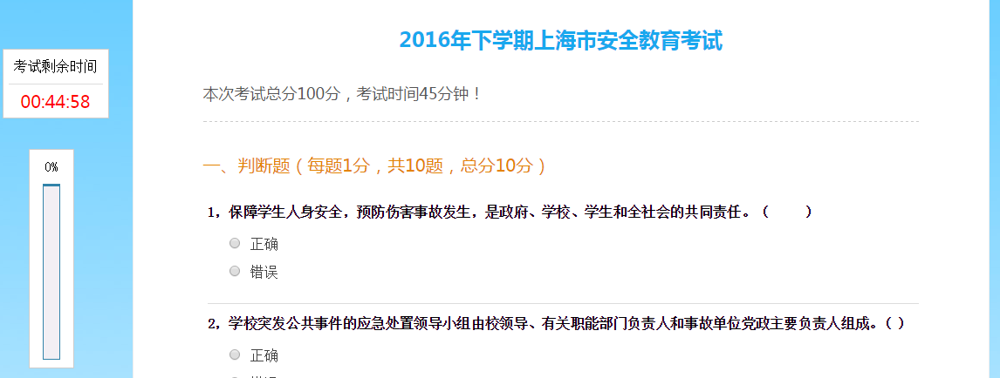 2016年下学期上海市安全教育考试
考试剩余时间
00:44:58
本次考试总分100分，考试时间45分钟！
0%
一、判断题（每题1分，共10题，总分10分）
1，保障学生人身安全，预防伤害事故发生，是政府、学校、学生和全社会的共同责任。（　　）
正确
错误
2，学校突发公共事件的应急处置领导小组由校领导、有关职能部门负责人和事故单位党政主要负责人组成。( )
正确